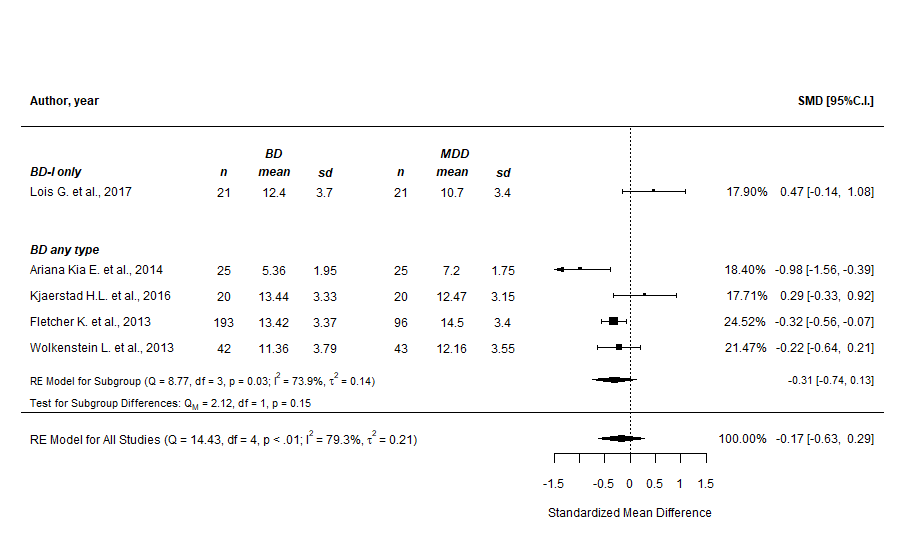 Author, year SMD [95%C.I.]
BD MDD
BD-I only n mean sd n mean sd
Lois G. et al., 2017 21 12.4 3.7 21 10.7 3.4 17.90% 0.47 [-0.14, 1.08]
BD any type
Ariana Kia E. et al., 2014 25 5.36 1.95 25 7.2 1.75 18.40% -0.98 [-1.56, -0.39]
Kjaerstad H.L. et al., 2016 20 13.44 3.33 20 12.47 3.15 17.71% 0.29 [-0.33, 0.92]
Fletcher K. et al., 2013 193 13.42 3.37 96 14.5 3.4 24.52% -0.32 [-0.56, -0.07]
Wolkenstein L. et al., 2013 42 11.36 3.79 43 12.16 3.55 21.47% -0.22 [-0.64, 0.21]
RE Model for Subgroup (Q = 8.77, df = 3, p = 0.03; I² = 73.9%, τ² = 0.14) -0.31 [-0.74, 0.13]
Test for Subgroup Differences: Q_M = 2.12, df = 1, p = 0.15
RE Model for All Studies (Q = 14.43, df = 4, p < .01; I² = 79.3%, τ² = 0.21) 100.00% -0.17 [-0.63, 0.29]
-1.5 -0.5 0 0.5 1 1.5
Standardized Mean Difference